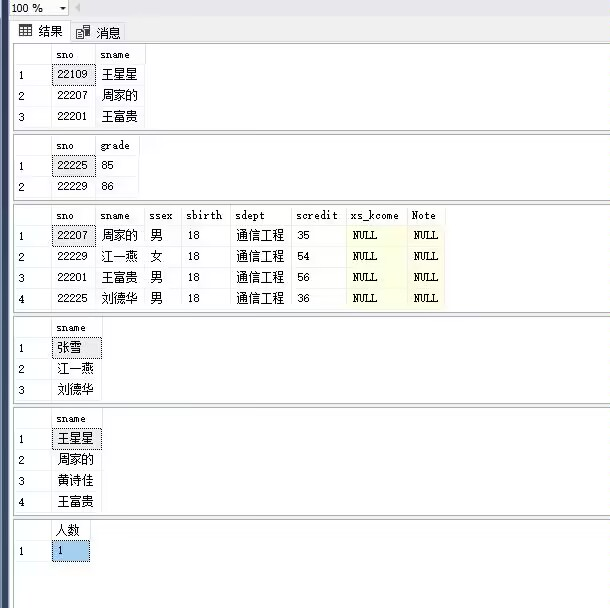 100 %
结果 消息
sno sname
1 22109 王星星
2 22207 周家的
3 22201 王富贵
sno grade
1 22225 85
2 22229 86
sno sname ssex sbirth sdept scredit xs_kcome Note
1 22207 周家的 男 18 通信工程 35 NULL NULL
2 22229 江一燕 女 18 通信工程 54 NULL NULL
3 22201 王富贵 男 18 通信工程 56 NULL NULL
4 22225 刘德华 男 18 通信工程 36 NULL NULL
sname
1 张雪
2 江一燕
3 刘德华
sname
1 王星星
2 周家的
3 黄诗佳
4 王富贵
人数
1 1